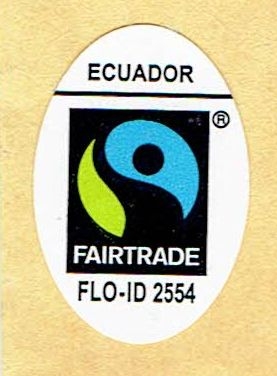 ECUADOR
®
FAIRTRADE
FLO-ID 2554